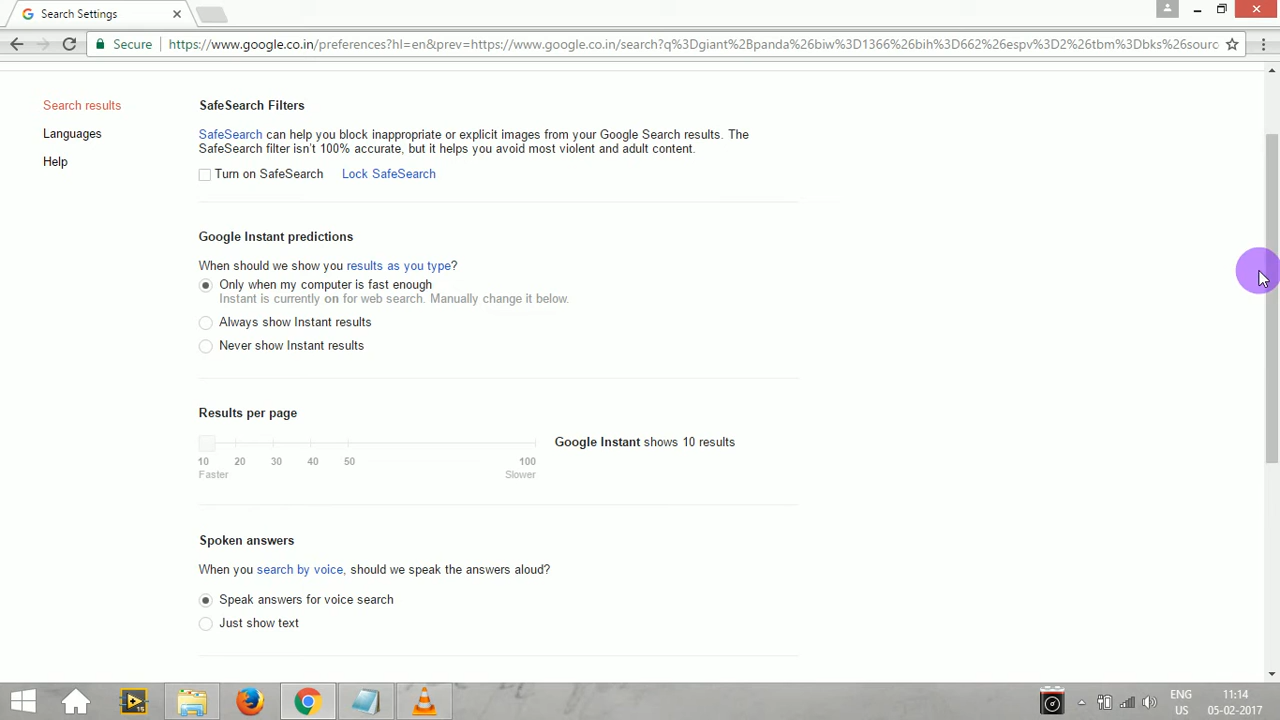 Search Settings
Secure
https://www.google.co.in/preferences?hl=en&prev=https://www.google.co.in/search?q%3Dgiant%2Bpanda%26biw%3D1366%26bih%3D662%26espv%3D2%26tbm%3Dbks%26sourc
Search results
Languages
Help
SafeSearch Filters
SafeSearch can help you block inappropriate or explicit images from your Google Search results. The
SafeSearch filter isn't 100% accurate, but it helps you avoid most violent and adult content.
Turn on SafeSearch Lock SafeSearch
Google Instant predictions
When should we show you results as you type?
Only when my computer is fast enough
Instant is currently on for web search. Manually change it below.
Always show Instant results
Never show Instant results
Results per page
Google Instant shows 10 results
10 20 30 40 50 100
Faster Slower
Spoken answers
When you search by voice, should we speak the answers aloud?
Speak answers for voice search
Just show text
15
ENG
US
11:14
05-02-2017